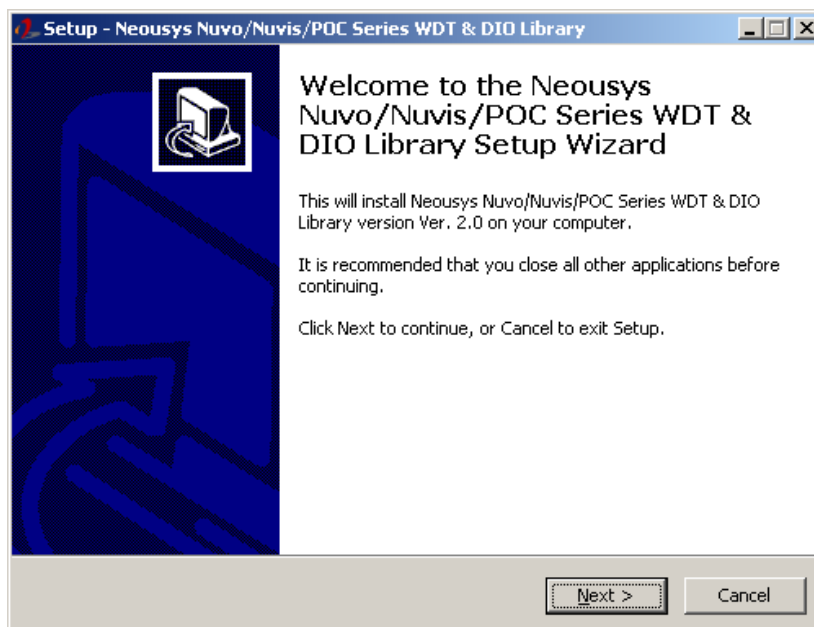 Setup - Neousys Nuvo/Nuvis/POC Series WDT & DIO Library
Welcome to the Neousys
Nuvo/Nuvis/POC Series WDT &
DIO Library Setup Wizard
This will install Neousys Nuvo/Nuvis/POC Series WDT & DIO
Library version Ver. 2.0 on your computer.
It is recommended that you close all other applications before
continuing.
Click Next to continue, or Cancel to exit Setup.
Next >
Cancel